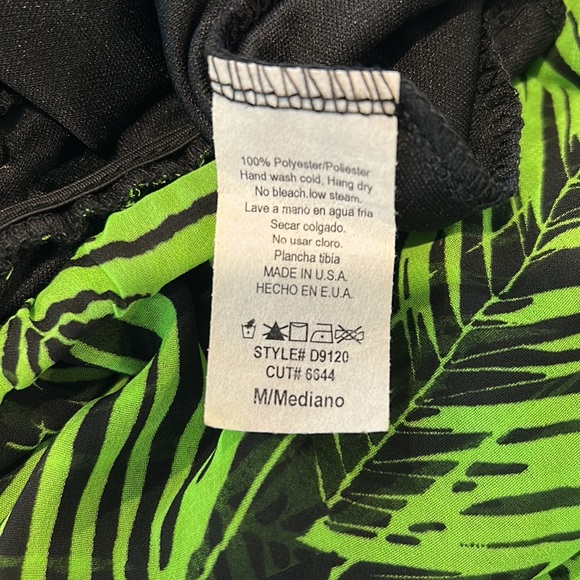 100% Polyester/Poliester
Hand wash cold, Hang dry
No bleach.low steam.
Lave a mano en agua fria
Secar colgado.
No usar cloro.
Plancha tibia
MADE IN U.S.A.
HECHO EN E.U.A.
STYLE# D9120
CUT# 6644
M/Mediano